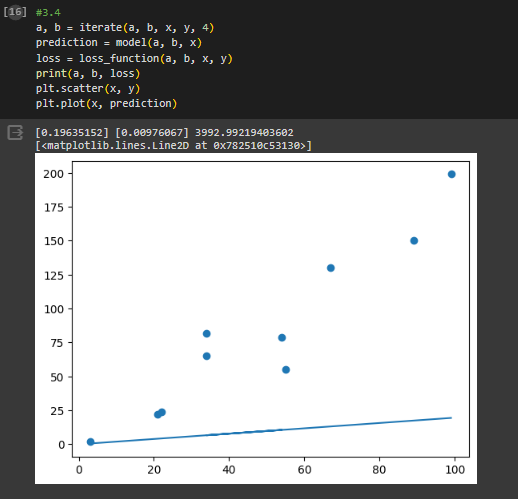 [16] #3.4
a, b = iterate(a, b, x, y, 4)
prediction = model(a, b, x)
loss = loss_function(a, b, x, y)
print(a, b, loss)
plt.scatter(x, y)
plt.plot(x, prediction)
[0.19635152] [0.00976067] 3992.99219403602
[<matplotlib.lines.Line2D at 0x782510c53130>]
200
175
150
125
100
75
50
25
0
0 20 40 60 80 100